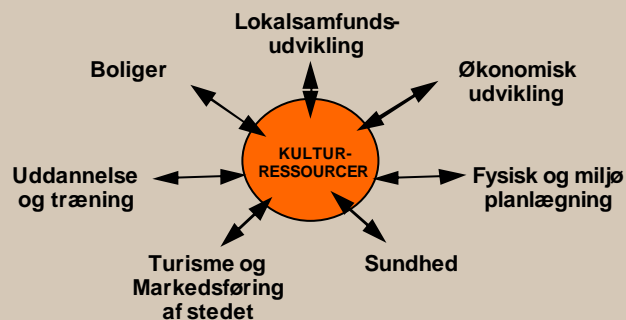 Lokalsamfunds-
udvikling
Boliger
Økonomisk
udvikling
KULTUR-
RESSOURCER
Uddannelse
og træning
Fysisk og miljø
planlægning
Turisme og
Markedsføring
af stedet
Sundhed